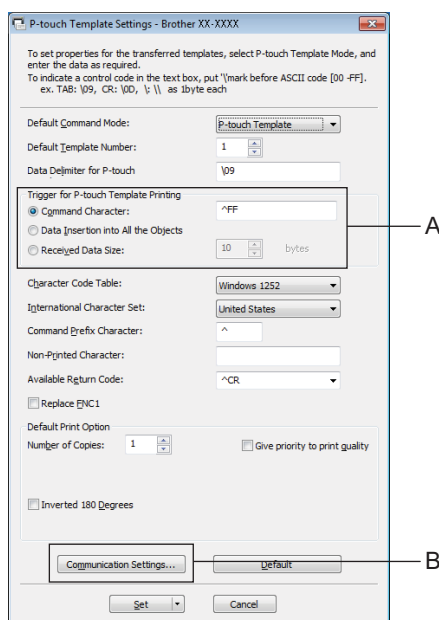 P-touch Template Settings - Brother XX-XXXX
To set properties for the transferred templates, select P-touch Template Mode, and
enter the data as required.
To indicate a control code in the text box, put '\'mark before ASCII code [00 -FF].
ex. TAB: \09, CR: \0D, \: \\ as 1byte
each
Default Command Mode: P-touch Template
Default Template Number: 1
Data Delimiter for P-touch \09
Trigger for P-touch Template Printing
Command Character: ^FF
A
Data Insertion into All the Objects
Received Data Size: 10 bytes
Character Code Table: Windows 1252
International Character Set: United States
Command Prefix Character: ^
Non-Printed Character:
Available Return Code: ^CR
Replace FNC1
Default Print Option
Number of Copies: 1 Give priority to print quality
Inverted 180 Degrees
Communication Settings... Default
B
Set Cancel